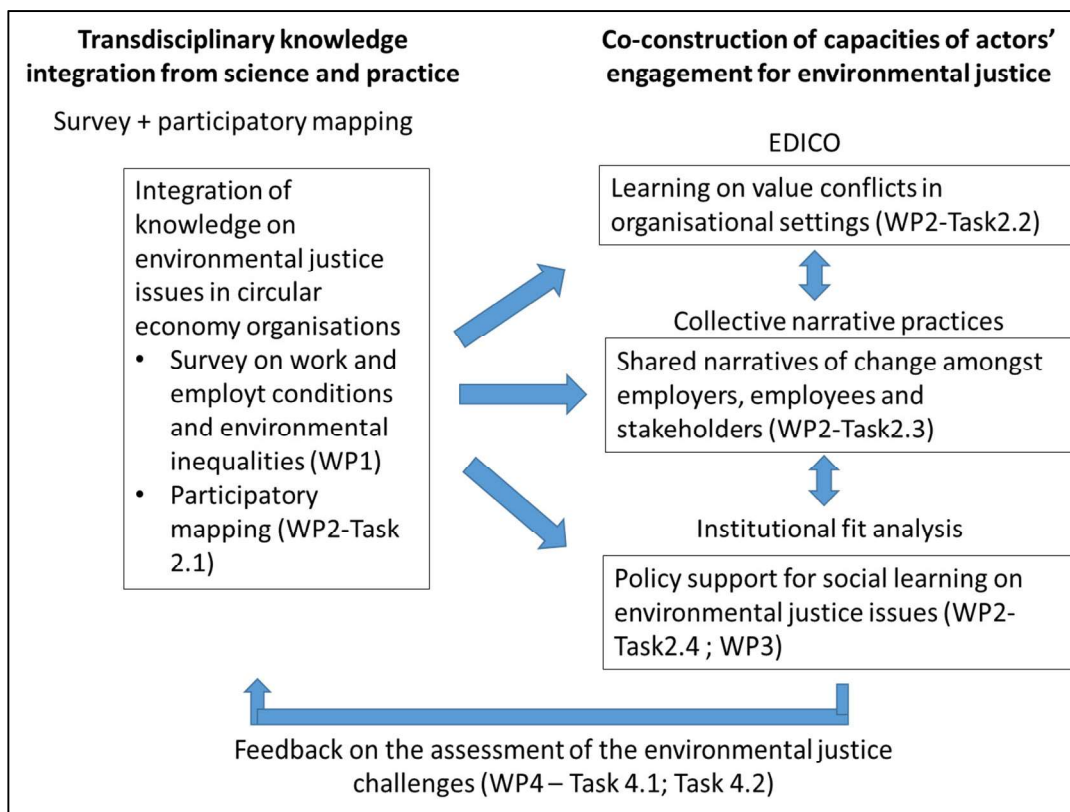 Transdisciplinary knowledge
integration from science and practice
Survey + participatory mapping
Integration of
knowledge on
environmental justice
issues in circular
economy organisations
• Survey on work and
employt conditions
and environmental
inequalities (WP1)
• Participatory
mapping (WP2-Task
2.1)
Co-construction of capacities of actors’
engagement for environmental justice
EDICO
Learning on value conflicts in
organisational settings (WP2-Task2.2)
Collective narrative practices
Shared narratives of change amongst
employers, employees and
stakeholders (WP2-Task2.3)
Institutional fit analysis
Policy support for social learning on
environmental justice issues (WP2-
Task2.4 ; WP3)
Feedback on the assessment of the environmental justice
challenges (WP4 – Task 4.1; Task 4.2)